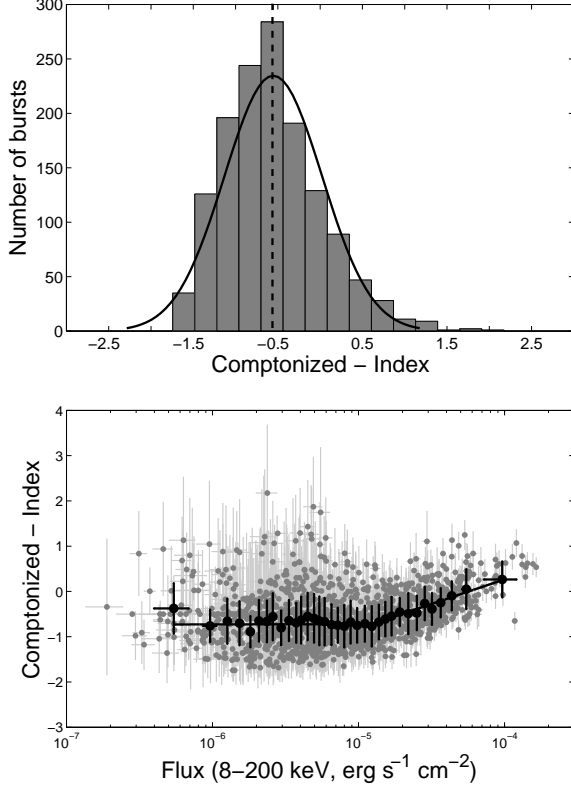 300
250
200
150
100
50
0
Number of bursts
−2.5 −1.5 −0.5 0.5 1.5 2.5
Comptonized − Index
4
3
2
1
0
−1
−2
−3
Comptonized − Index
10⁻⁷ 10⁻⁶ 10⁻⁵ 10⁻⁴
Flux (8−200 keV, erg s⁻¹ cm⁻²)